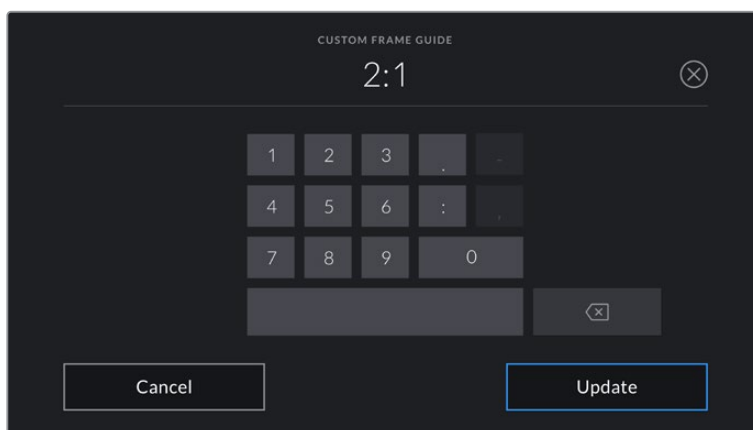 CUSTOM FRAME GUIDE
2:1
1 2 3 . -
4 5 6 : ,
7 8 9 0
Cancel Update